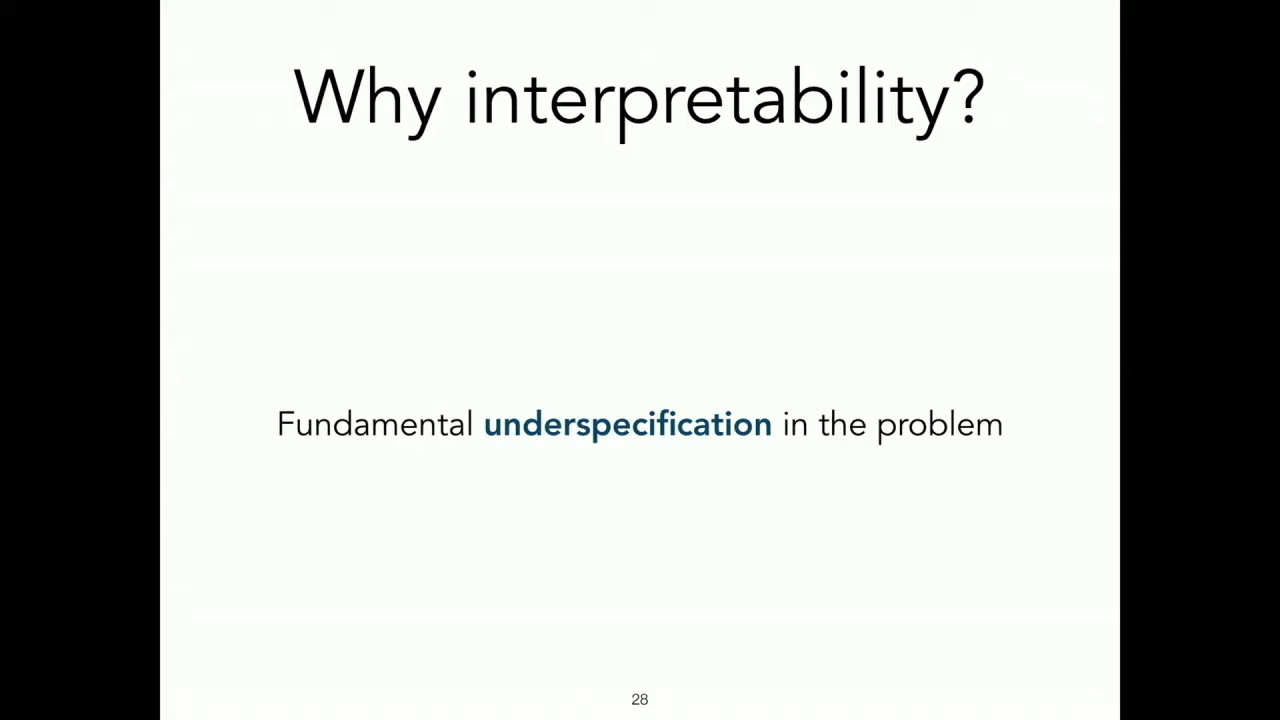 Why interpretability?
Fundamental underspecification in the problem
28